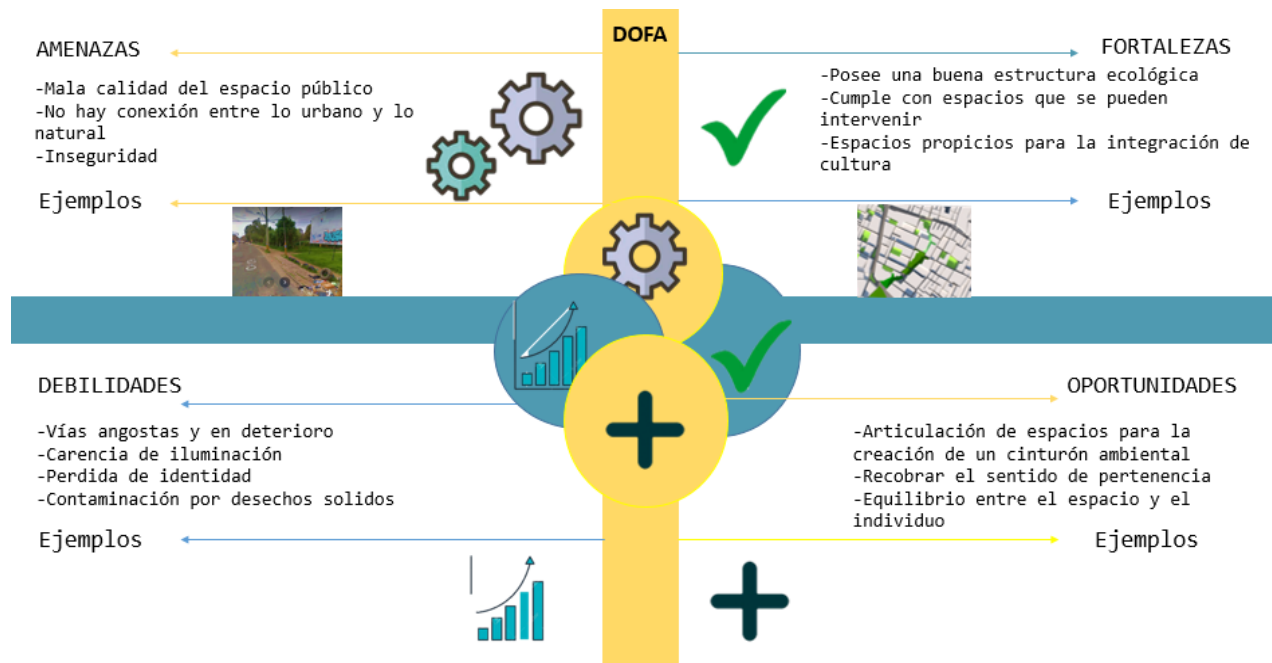 DOFA
AMENAZAS
-Mala calidad del espacio público
-No hay conexión entre lo urbano y lo
natural
-Inseguridad
Ejemplos
FORTALEZAS
-Posee una buena estructura ecológica
-Cumple con espacios que se pueden
intervenir
-Espacios propicios para la integración de
cultura
Ejemplos
DEBILIDADES
-Vías angostas y en deterioro
-Carencia de iluminación
-Perdida de identidad
-Contaminación por desechos solidos
Ejemplos
OPORTUNIDADES
-Articulación de espacios para la
creación de un cinturón ambiental
-Recobrar el sentido de pertenencia
-Equilibrio entre el espacio y el
individuo
Ejemplos